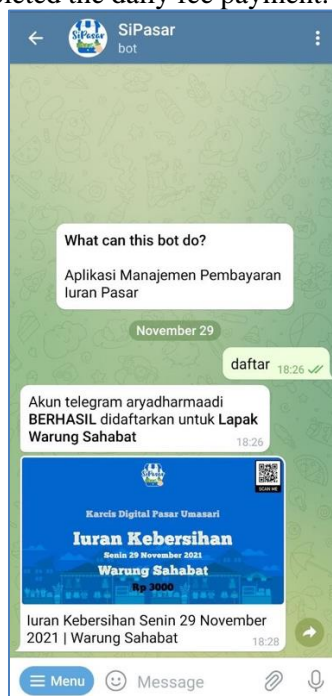 pleted the daily fee payment.
SiPasar
SiPasar
bot
What can this bot do?
Aplikasi Manajemen Pembayaran
Iuran Pasar
November 29
daftar 18:26
Akun telegram aryadharmaadi
BERHASIL didaftarkan untuk Lapak
Warung Sahabat
18:26
SCAN ME
Karcis Digital Pasar Umasari
Iuran Kebersihan
Senin 29 November 2021
Warung Sahabat
Rp 3000
Iuran Kebersihan Senin 29 November
2021 | Warung Sahabat
18:28
Menu
Message